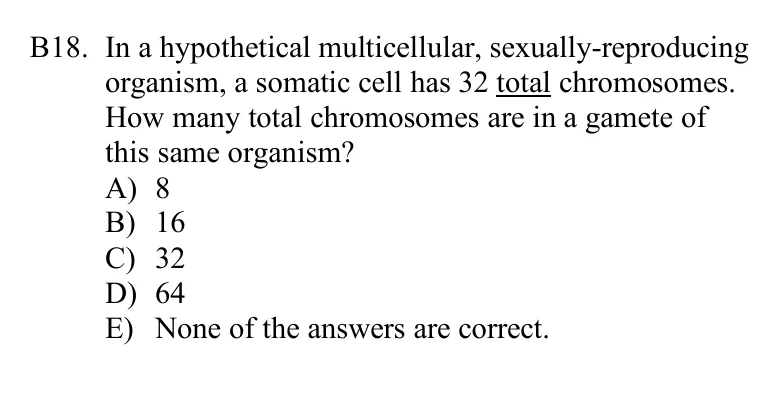 B18. In a hypothetical multicellular, sexually-reproducing
organism, a somatic cell has 32 total chromosomes.
How many total chromosomes are in a gamete of
this same organism?
A) 8
B) 16
C) 32
D) 64
E) None of the answers are correct.